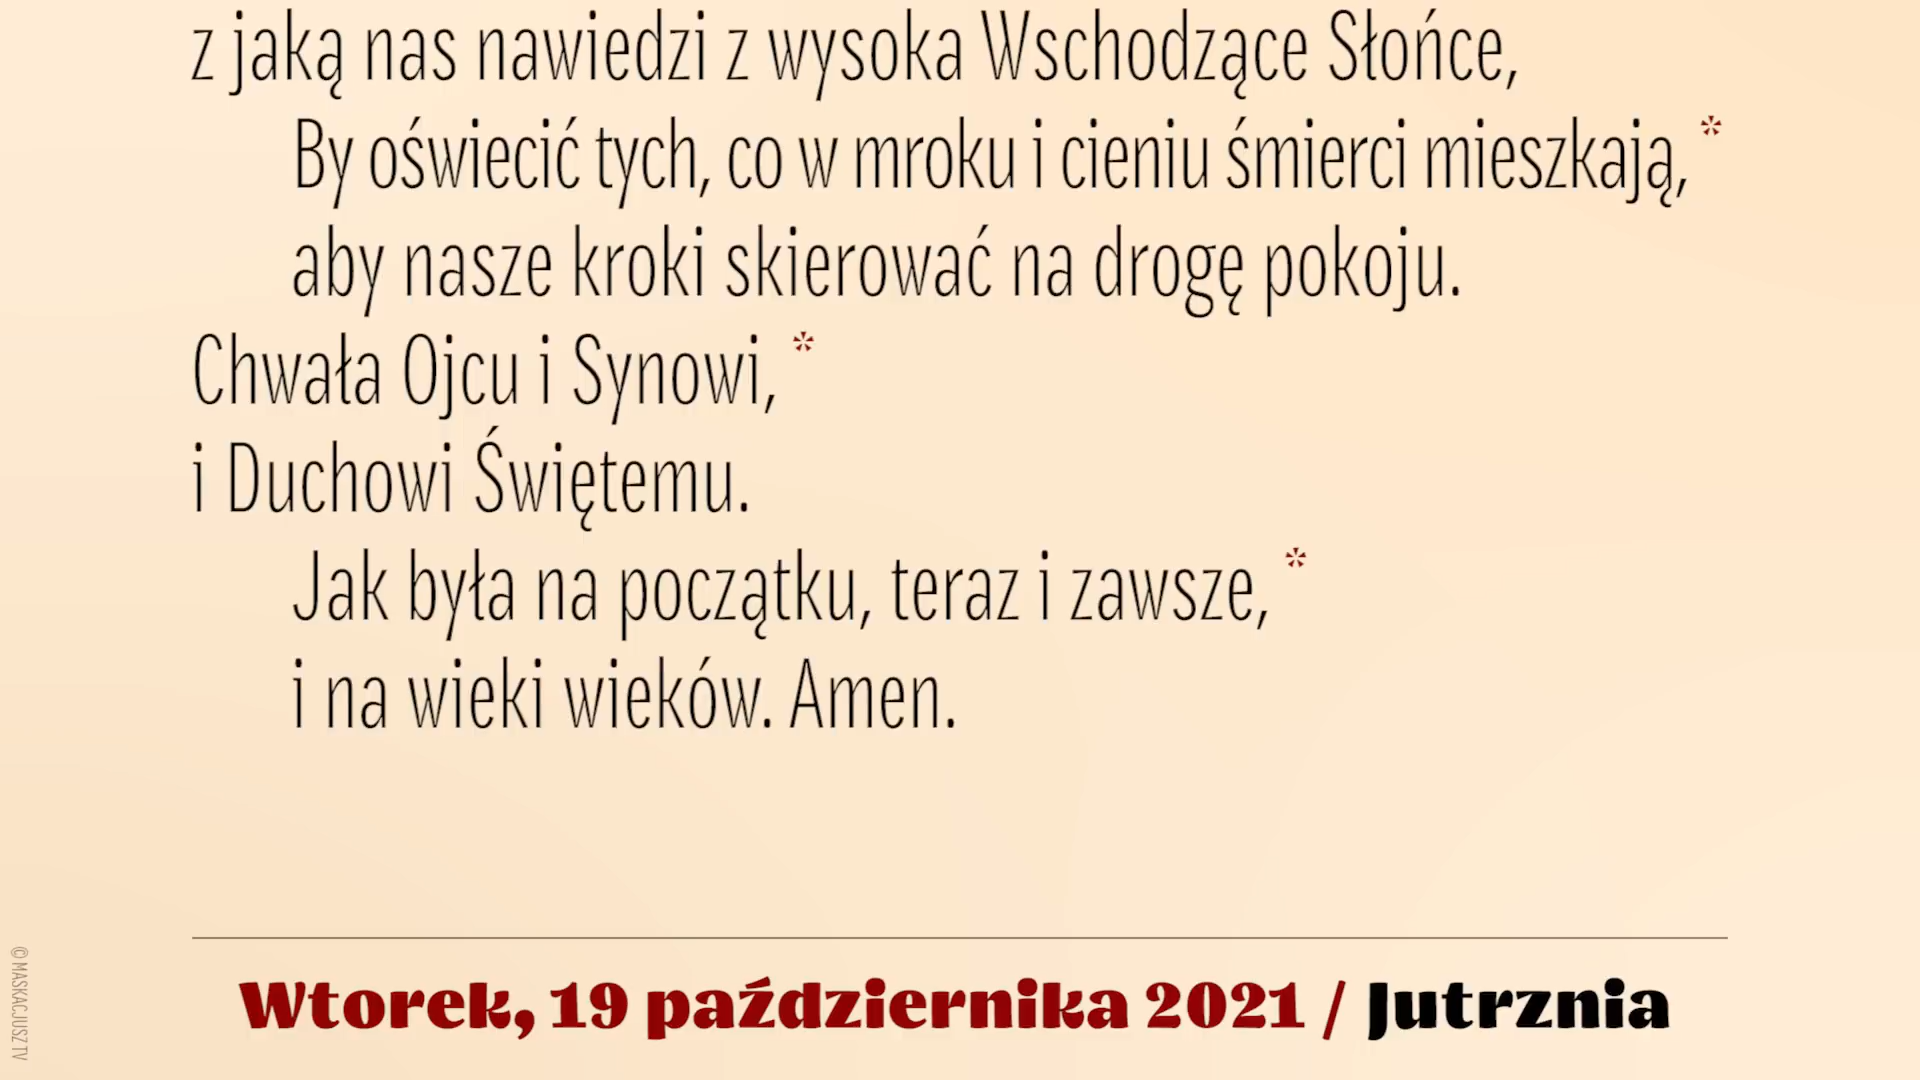 z jaką nas nawiedzi z wysoka Wschodzące Słońce,
By oświecić tych, co w mroku i cieniu śmierci mieszkają, *
aby nasze kroki skierować na drogę pokoju.
Chwała Ojcu i Synowi, *
i Duchowi Świętemu.
Jak była na początku, teraz i zawsze, *
i na wieki wieków. Amen.
Wtorek, 19 października 2021 / Jutrznia
© MASKACJUSZ TV